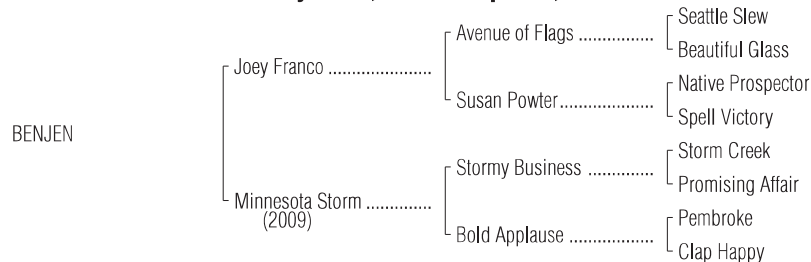 Seattle Slew
Avenue of Flags ................
Beautiful Glass
Joey Franco ......................
Native Prospector
Susan Powter....................
Spell Victory
BENJEN
Storm Creek
Stormy Business ..............
Promising Affair
Minnesota Storm ..............
(2009)
Pembroke
Bold Applause ..................
Clap Happy